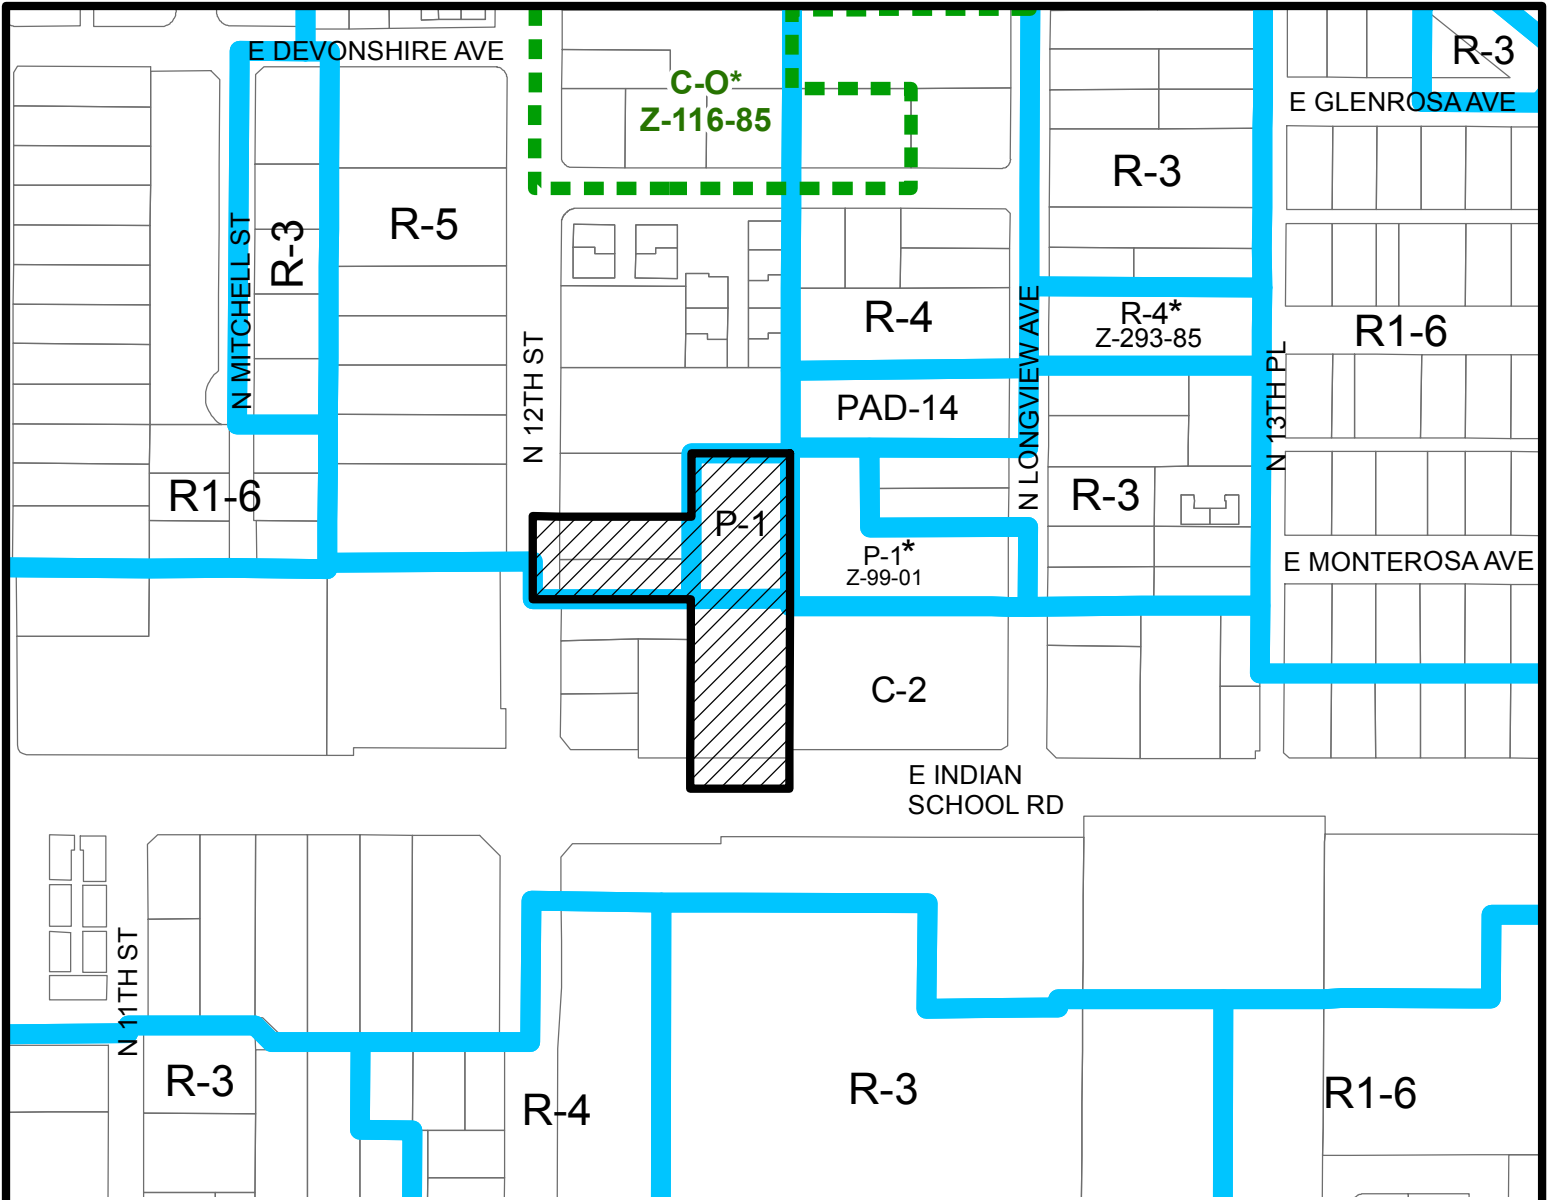 E DEVONSHIRE AVE
R-3
C-O*
Z-116-85
E GLENROSA AVE
R-3
R-5
N MITCHELL ST
R-3
R-4
R-4*
Z-293-85
R1-6
N 12TH ST
N LONGVIEW AVE
N 13TH PL
PAD-14
R1-6
R-3
P-1
P-1*
Z-99-01
E MONTEROSA AVE
C-2
E INDIAN
SCHOOL RD
N 11TH ST
R-3
R-4
R-3
R1-6